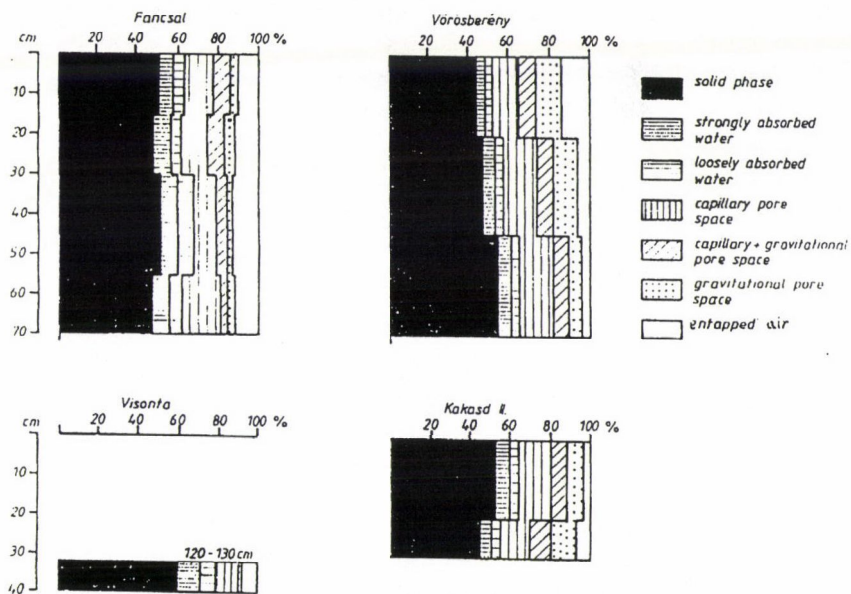 Fancsal
cm 20 40 60 80 100 %
10
20
30
40
50
60
70
Vörösberény
20 40 60 80 100 %
solid phase
strongly absorbed
water
loosely absorbed
water
capillary pore
space
capillary + gravitational
pore space
gravitational pore
space
entapped air
Visonta
cm 20 40 60 80 100 %
10
20
30
40
120-130 cm
Kakasd II.
20 40 60 80 100 %